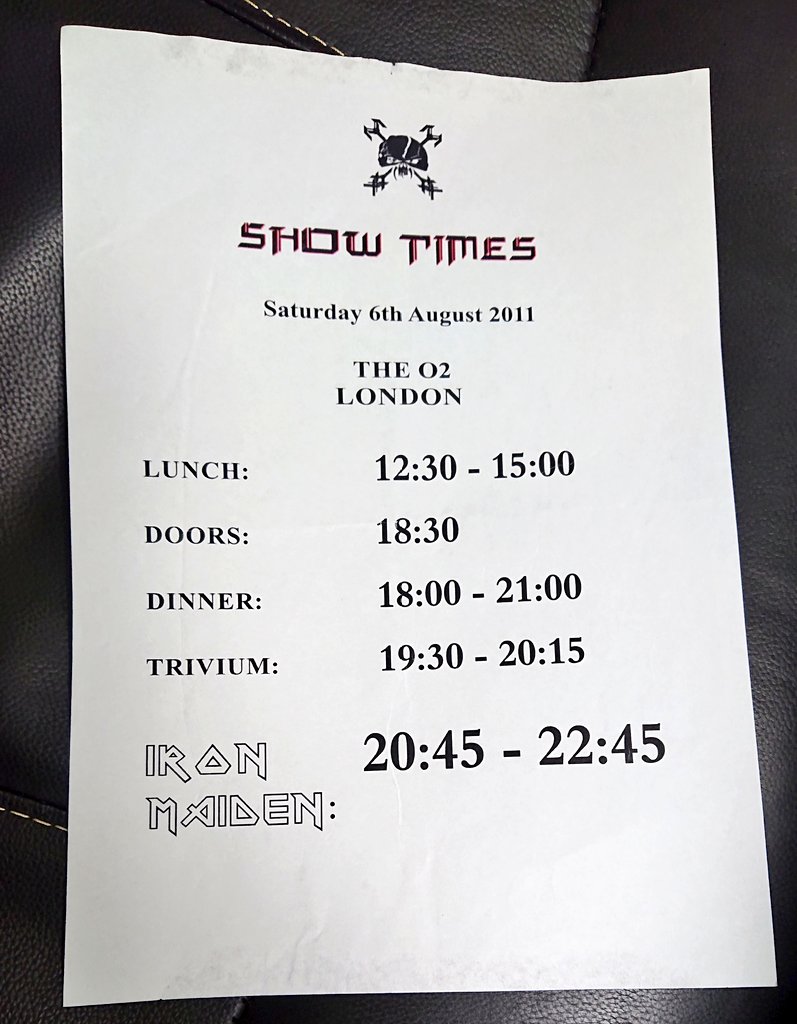 SHOW TIMES
Saturday 6th August 2011
THE O2
LONDON
LUNCH: 12:30 - 15:00
DOORS: 18:30
DINNER: 18:00 - 21:00
TRIVIUM: 19:30 - 20:15
IRON 20:45 - 22:45
MAIDEN: